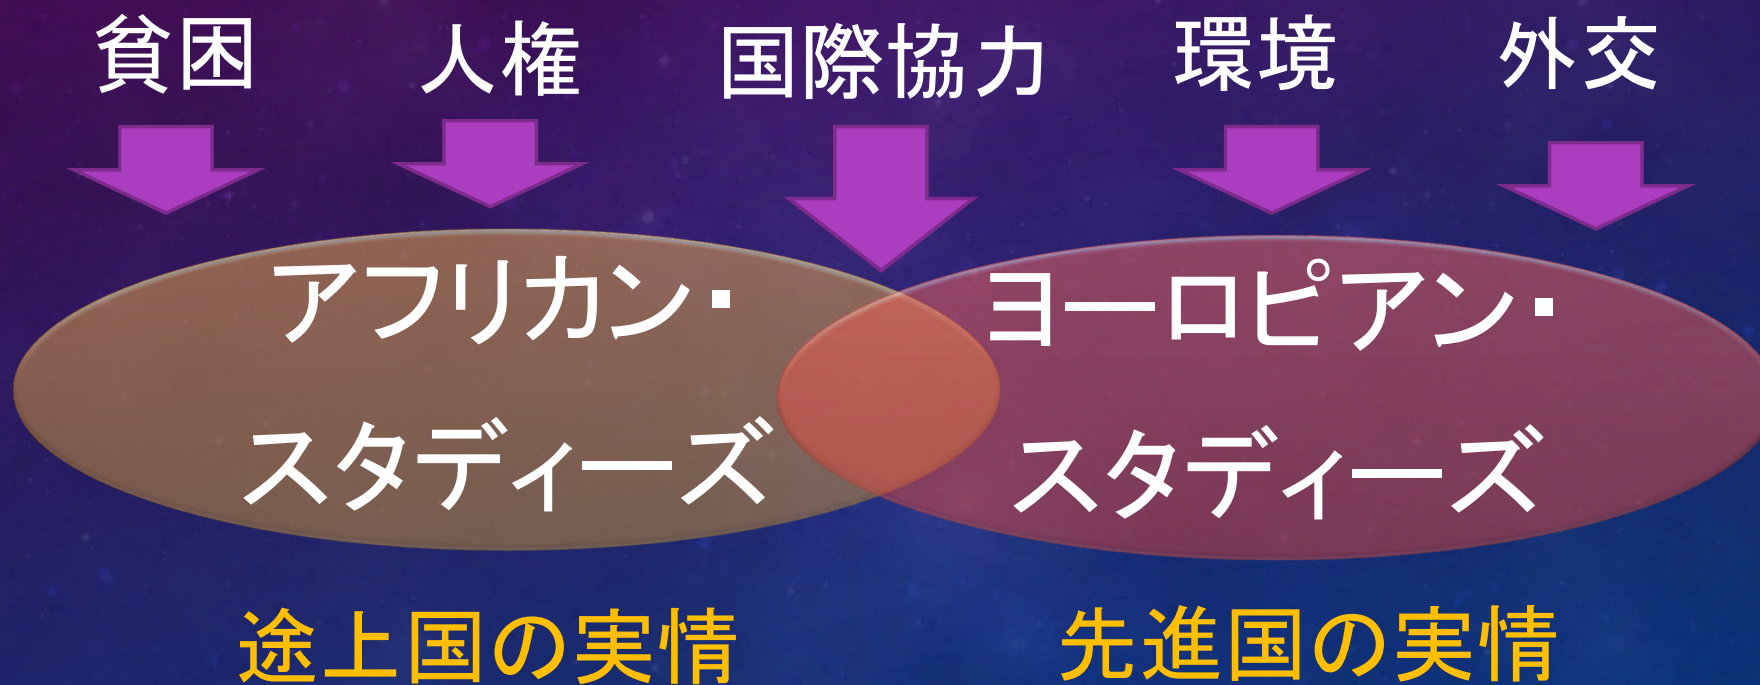 貧困 人権 国際協力 環境 外交
アフリカン・
スタディーズ
ヨーロピアン・
スタディーズ
途上国の実情
先進国の実情